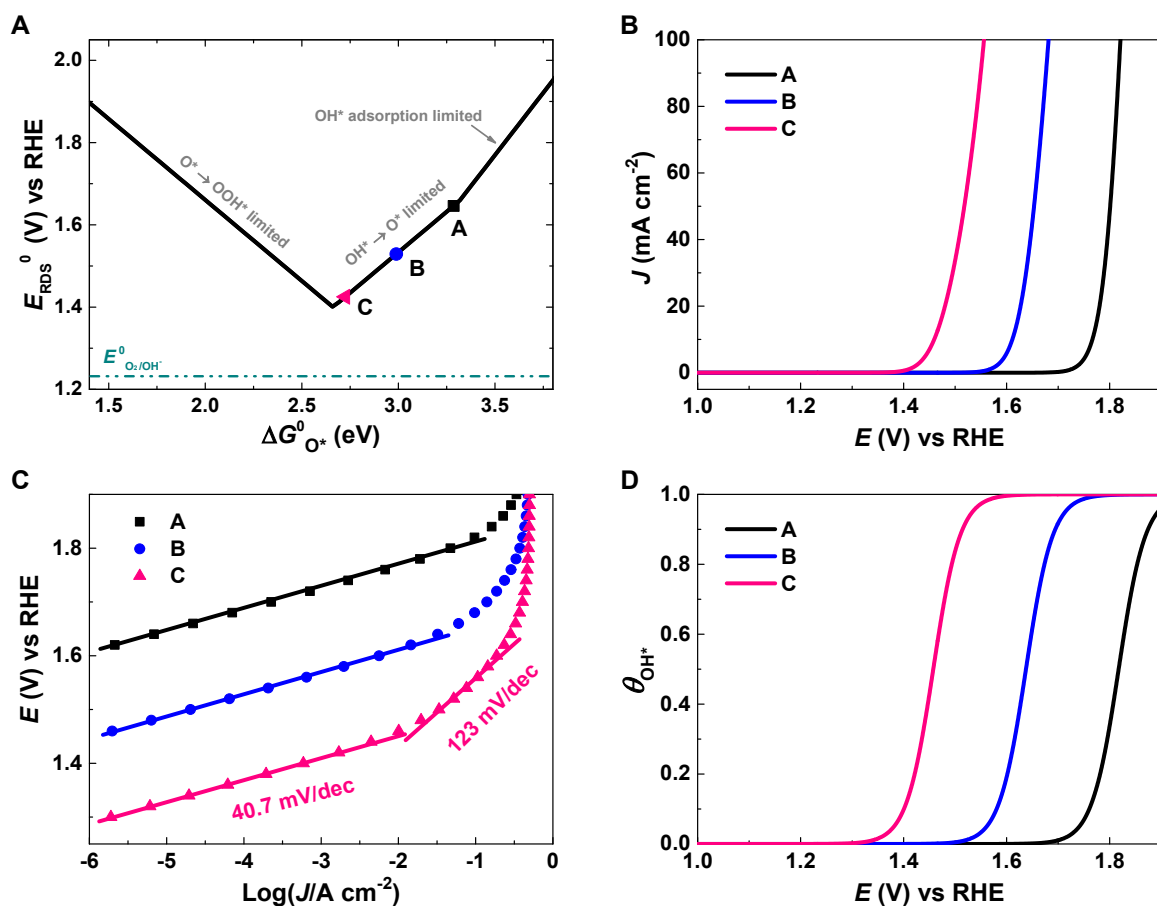 A
E_RDS^0 (V) vs RHE
2.0
1.8
1.6
1.4
1.2
O* → OOH* limited
OH* adsorption limited
OH* → O* limited
A
B
C
E^0_O₂/OH⁻
1.5 2.0 2.5 3.0 3.5
ΔG^0_O* (eV)
B
J (mA cm⁻²)
100
80
60
40
20
0
A
B
C
1.0 1.2 1.4 1.6 1.8
E (V) vs RHE
C
E (V) vs RHE
1.8
1.6
1.4
A
B
C
123 mV/dec
40.7 mV/dec
-6 -5 -4 -3 -2 -1 0
Log(J/A cm⁻²)
D
θ_OH*
1.0
0.8
0.6
0.4
0.2
0.0
A
B
C
1.0 1.2 1.4 1.6 1.8
E (V) vs RHE